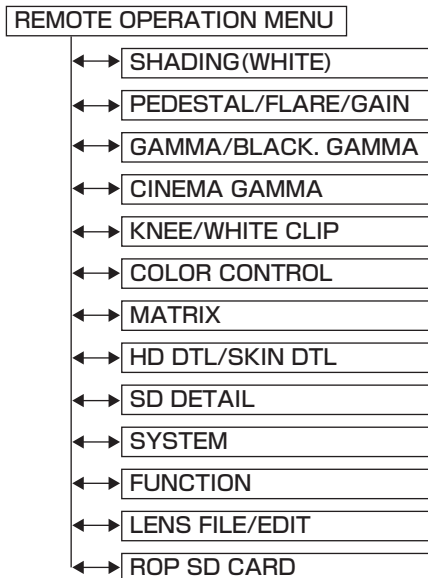 REMOTE OPERATION MENU
SHADING(WHITE)
PEDESTAL/FLARE/GAIN
GAMMA/BLACK. GAMMA
CINEMA GAMMA
KNEE/WHITE CLIP
COLOR CONTROL
MATRIX
HD DTL/SKIN DTL
SD DETAIL
SYSTEM
FUNCTION
LENS FILE/EDIT
ROP SD CARD